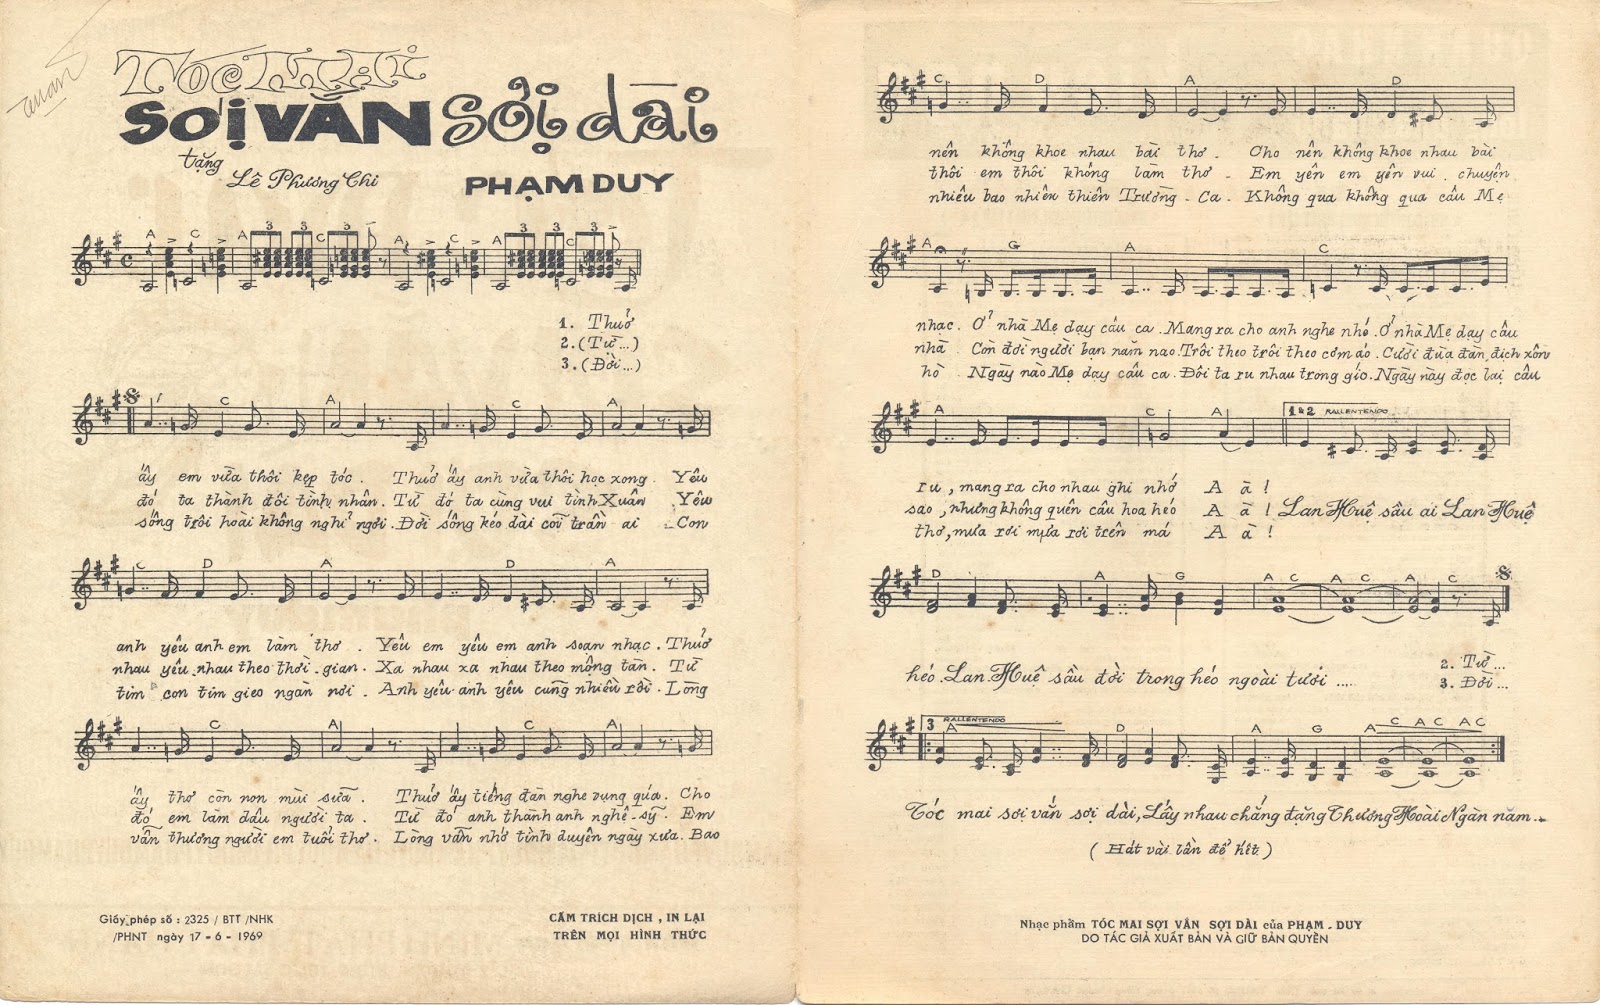 TÓC MAI
SỢI VẮN SỢI DÀI
tặng
Lê Phương Chi
PHẠM DUY
A C A 3 3 C 3 A C A 3 3 C 3
1. Thuở
2. (Từ...)
3. (Đời...)
A C A C A
ấy em vừa thôi kẹp tóc . Thuở ấy anh vừa thôi học xong . Yêu
đó ta thành đôi tình nhân . Từ đó ta cùng vui tình Xuân Yêu
sống trôi hoài không nghỉ ngơi . Đời sống kéo dài cõi trần ai . Con
C D A D A
anh yêu anh em làm thơ . Yêu em yêu em anh soạn nhạc . Thuở
nhau yêu nhau theo thời gian . Xa nhau xa nhau theo mộng tàn . Từ
tim con tim gieo ngàn nơi . Anh yêu anh yêu cũng nhiều rồi . Lòng
C A C A
ấy thơ còn non mùi sữa . Thuở ấy tiếng đàn nghe vụng quá . Cho
đó em làm dâu người ta . Từ đó anh thành anh nghệ - sỹ . Em
vẫn thương người em tuổi thơ . Lòng vẫn nhớ tình duyên ngày xưa . Bao
Giấy phép số : 2325 / BTT /NHK
/PHNT ngày 17 - 6 - 1969
CẤM TRÍCH DỊCH , IN LẠI
TRÊN MỌI HÌNH THỨC
C D A D
nên không khoe nhau bài thơ . Cho nên không khoe nhau bài
thôi em thôi không làm thơ . Em yên em yên vui chuyện
nhiêu bao nhiêu thiên Trường - Ca . Không qua không qua câu Mẹ
A G A C
nhạc . Ở nhà Mẹ dạy câu ca . Mang ra cho anh nghe nhó . Ở nhà Mẹ dạy câu
nhà . Còn đời người bạn năm nao ! Trôi theo trôi theo cơm áo . Cười đùa đàn địch xôn
hò . Ngày nào Mẹ dạy câu ca . Đôi ta ru nhau trong gió . Ngày này đọc lại câu
A C A 1 & 2 RALLENTENDO
ru , mang ra cho nhau ghi nhớ A à !
sao , nhưng không quên câu hoa héo A à ! Lan Huệ sầu ai Lan Huệ
thơ , mưa rơi mưa rơi trên má A à !
D A G A C A C A C
héo . Lan Huệ sầu đời trong héo ngoài tươi ....
2. Từ ...
3. Đời ...
3 RALLENTENDO
A D A G A C A C A C
Tóc mai sợi vắn sợi dài , Lấy nhau chẳng đặng Thương Hoài Ngàn năm ..
( Hát vài lần để kết )
Nhạc phẩm TÓC MAI SỢI VẮN SỢI DÀI của PHẠM - DUY
DO TÁC GIẢ XUẤT BẢN VÀ GIỮ BẢN QUYỀN